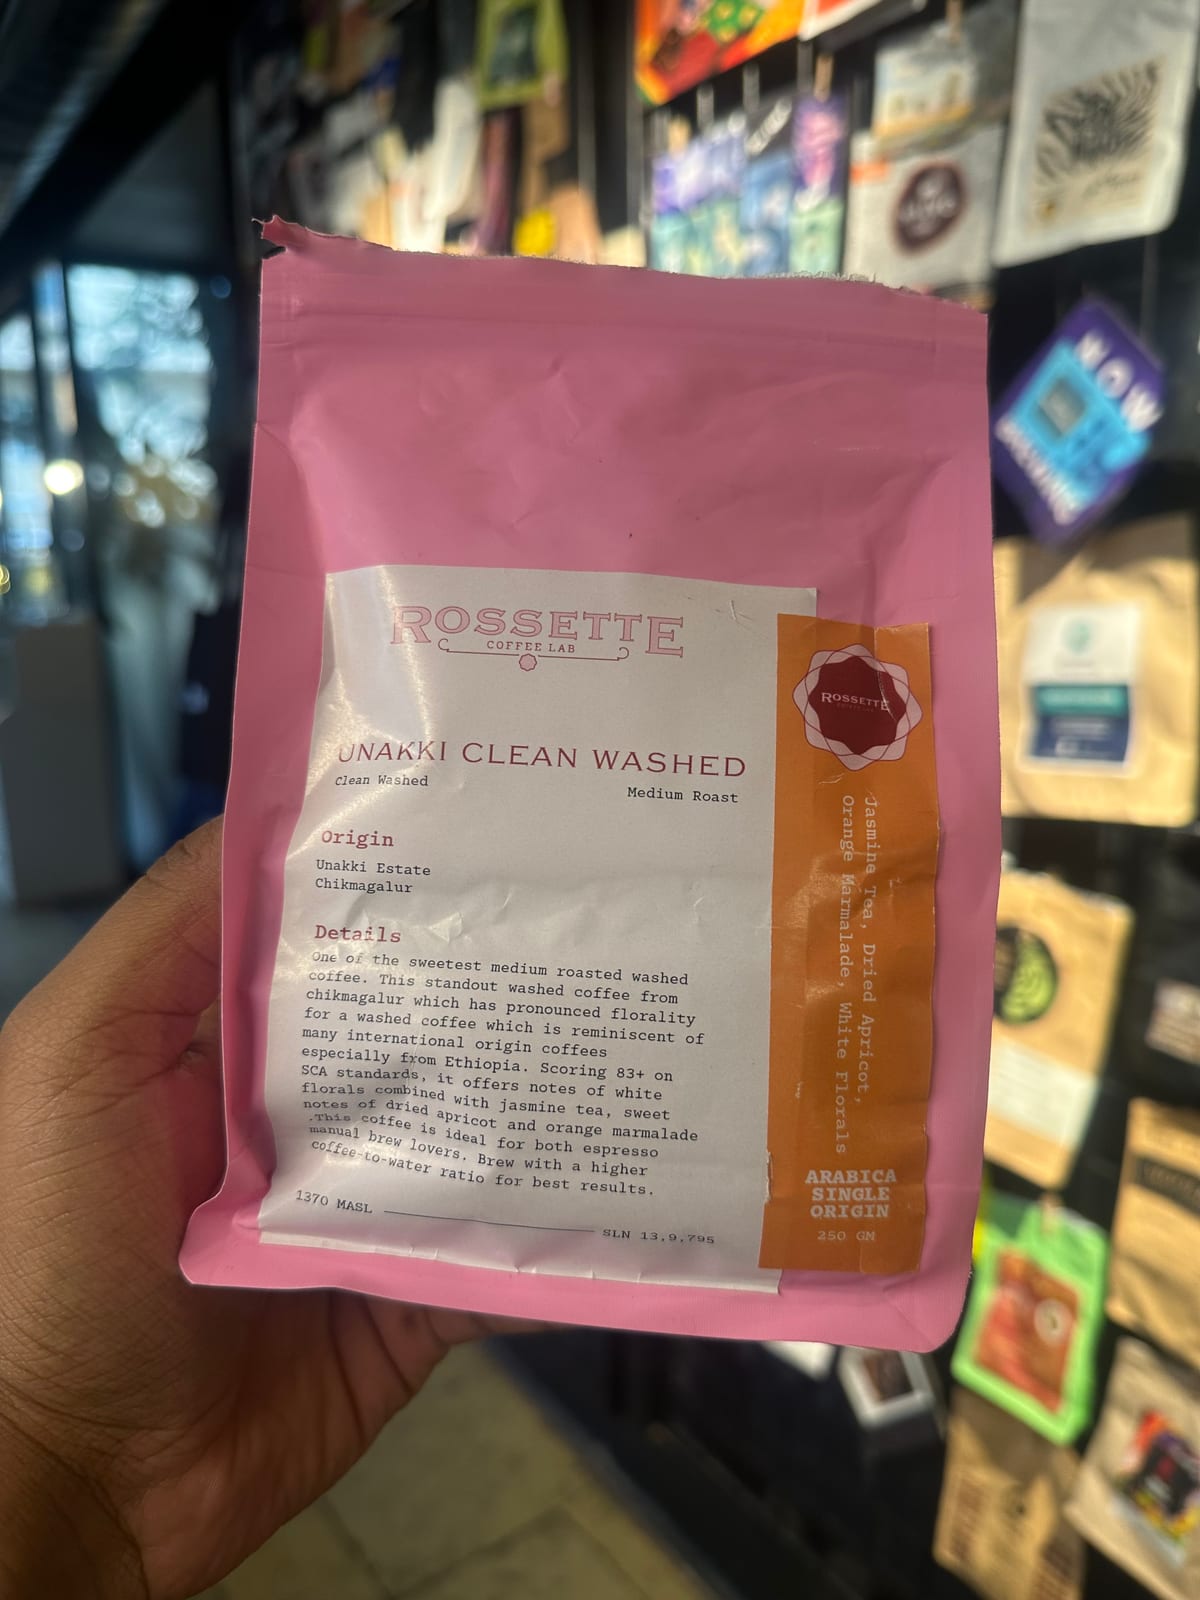 ROSSETTE
COFFEE LAB
UNAKKI CLEAN WASHED
Clean Washed
Medium Roast
Origin
Unakki Estate
Chikmagalur
Details
One of the sweetest medium roasted washed
coffee. This standout washed coffee from
chikmagalur which has pronounced florality
for a washed coffee which is reminiscent of
many international origin coffees
especially from Ethiopia. Scoring 83+ on
SCA standards, it offers notes of white
florals combined with jasmine tea, sweet
notes of dried apricot and orange marmalade
.This coffee is ideal for both espresso
manual brew lovers. Brew with a higher
coffee-to-water ratio for best results.
1370 MASL
SLN 13,9,795
ROSSETTE
Jasmine Tea, Dried Apricot,
Orange Marmalade, White Florals
ARABICA
SINGLE
ORIGIN
250 GM
NOW